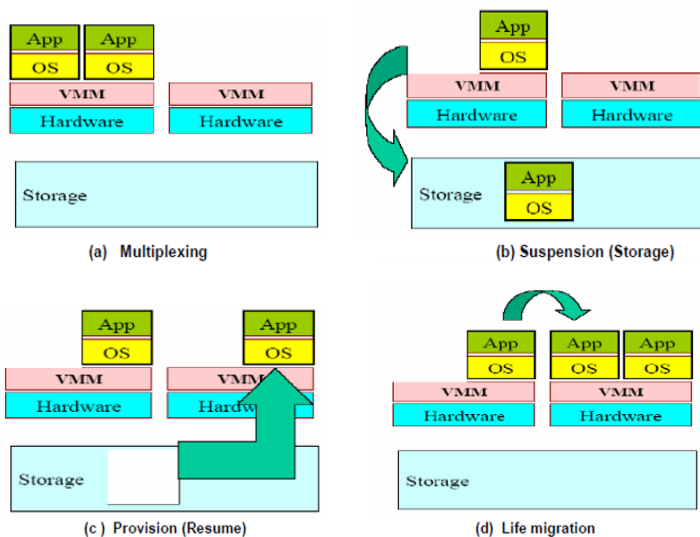 App App
OS OS
VMM VMM
Hardware Hardware
Storage
(a) Multiplexing
App
OS
VMM VMM
Hardware Hardware
App
Storage
OS
(b) Suspension (Storage)
App App
OS OS
VMM VMM
Hardware Hardware
Storage
(c ) Provision (Resume)
App App App
OS OS OS
VMM VMM
Hardware Hardware
Storage
(d) Life migration